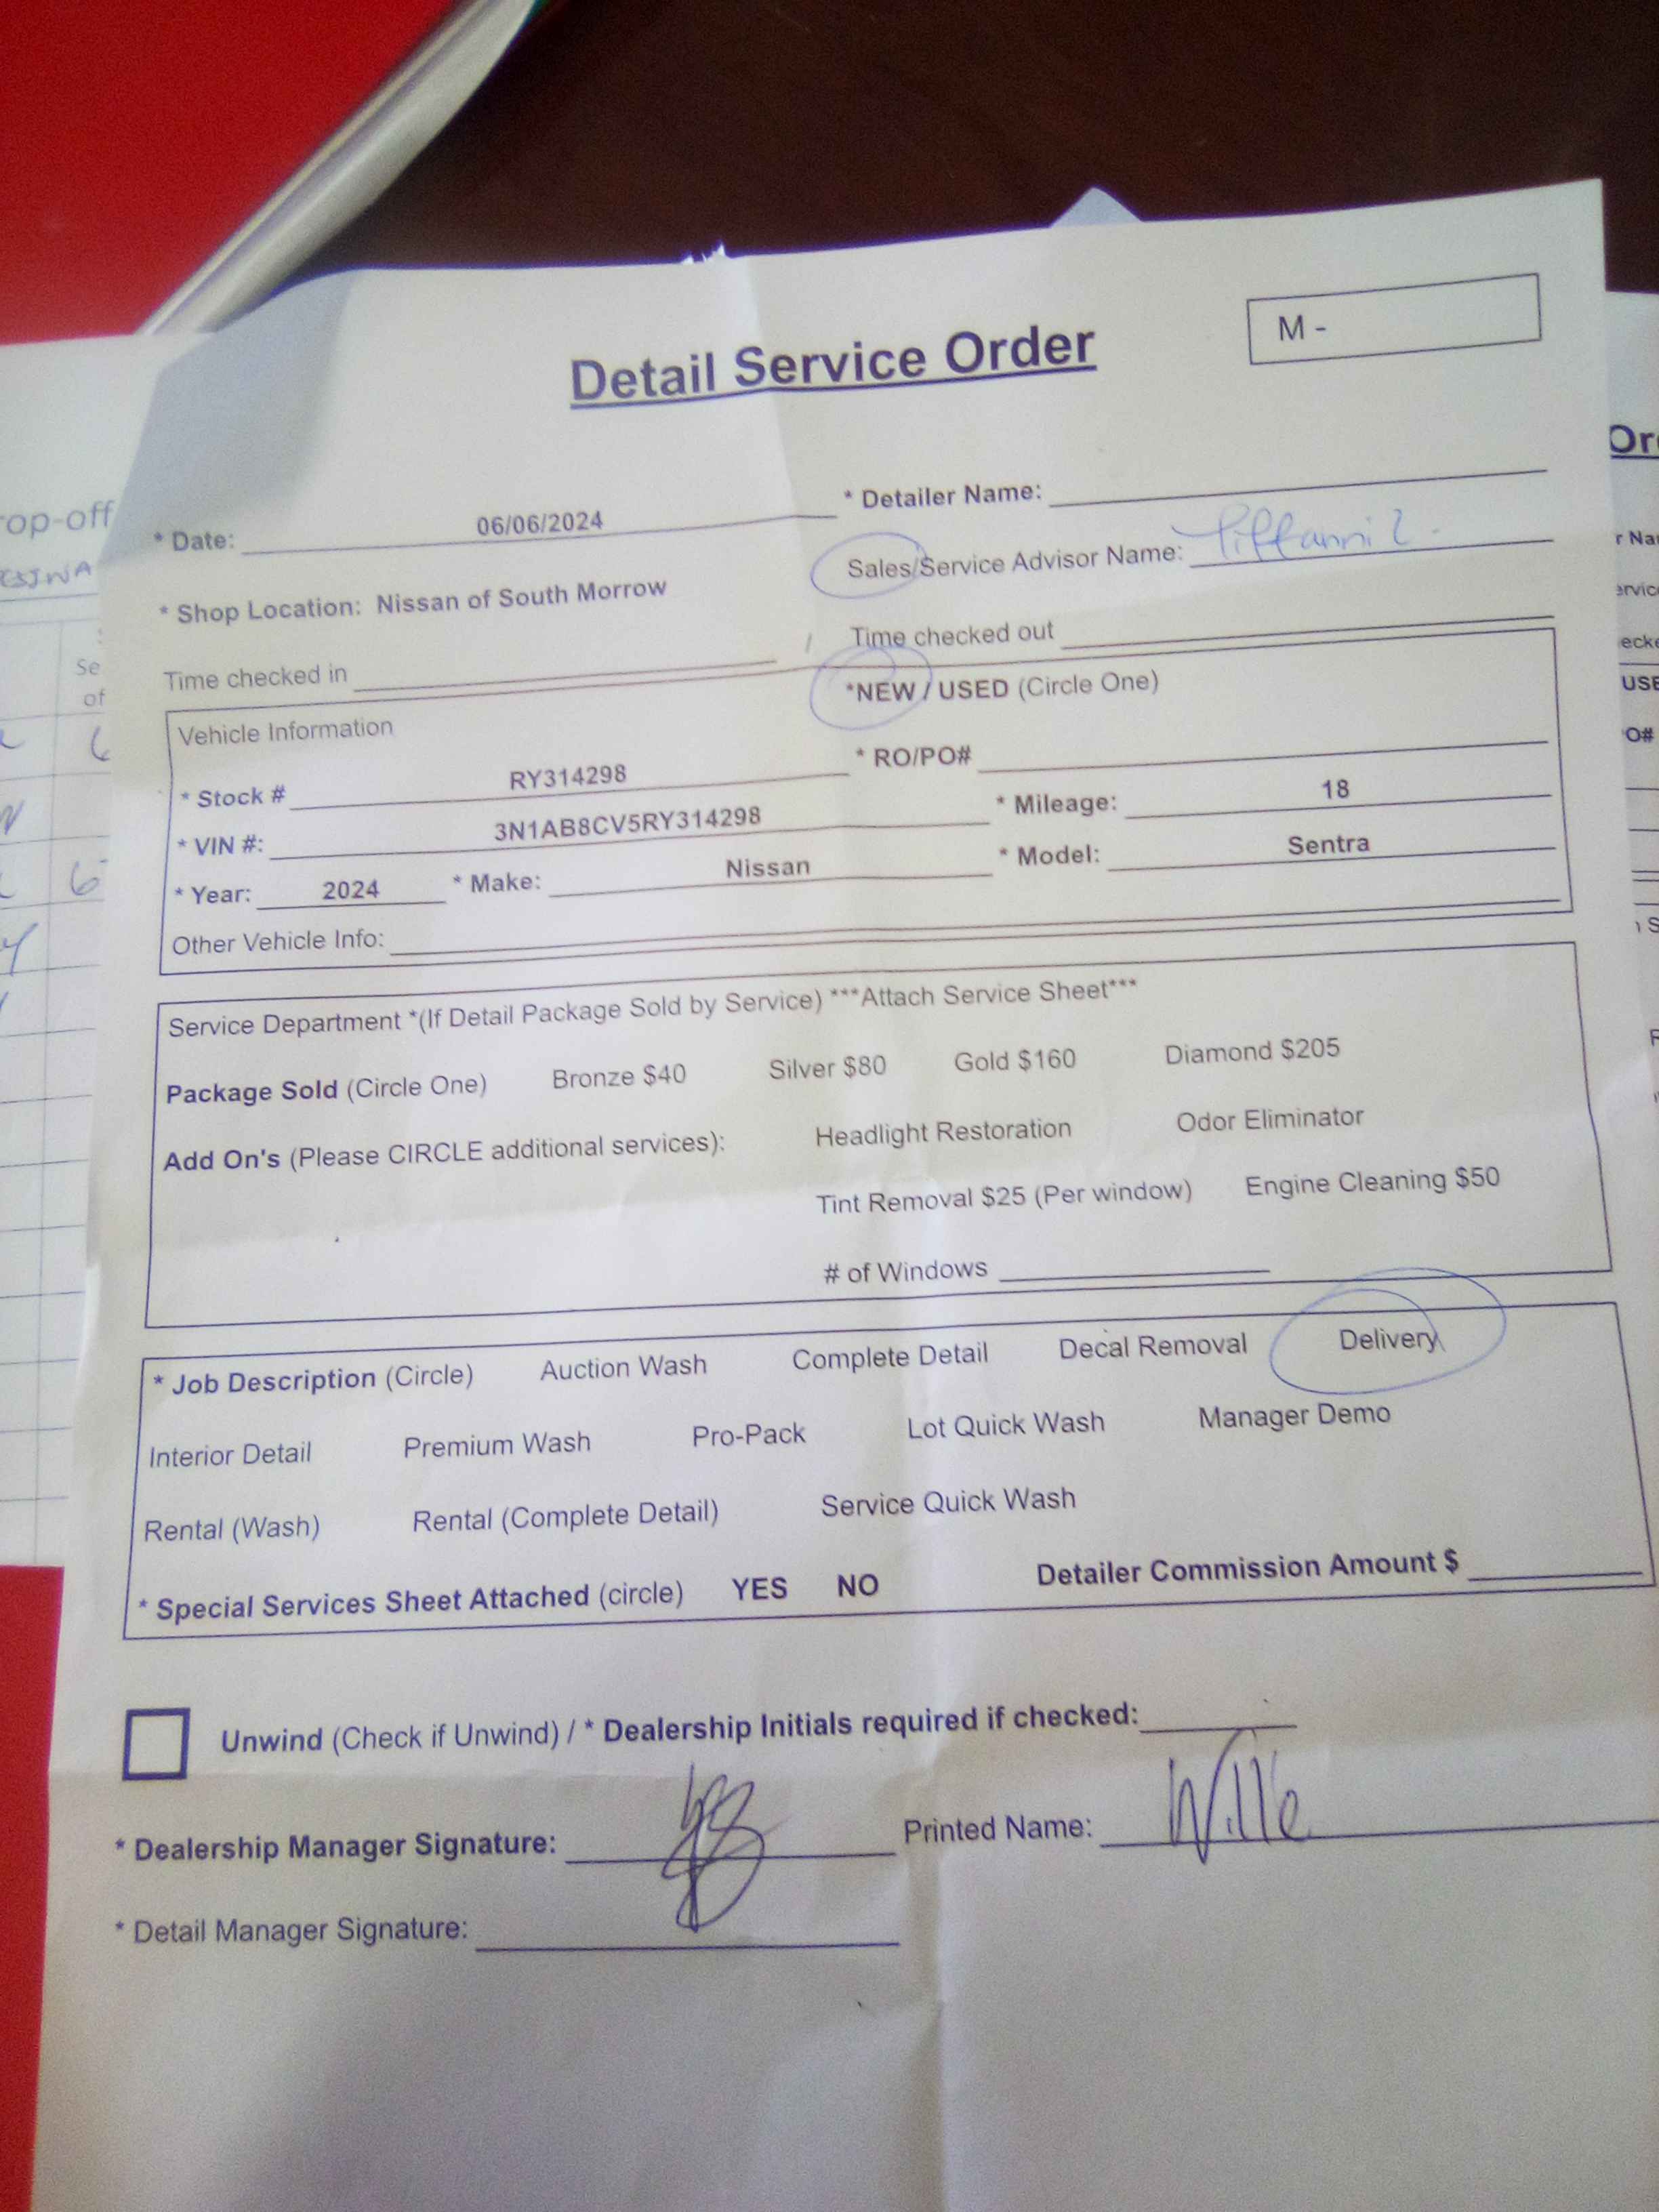 Detail Service Order
M -
* Date: 06/06/2024
* Detailer Name:
* Shop Location: Nissan of South Morrow
Sales/Service Advisor Name: Tiffani L.
Time checked in
Time checked out
Vehicle Information
*NEW / USED (Circle One)
* Stock # RY314298
* RO/PO#
* VIN #: 3N1AB8CV5RY314298
* Mileage: 18
* Year: 2024 * Make: Nissan * Model: Sentra
Other Vehicle Info:
Service Department *(If Detail Package Sold by Service) ***Attach Service Sheet***
Package Sold (Circle One) Bronze $40 Silver $80 Gold $160 Diamond $205
Add On's (Please CIRCLE additional services): Headlight Restoration Odor Eliminator
Tint Removal $25 (Per window) Engine Cleaning $50
# of Windows
* Job Description (Circle) Auction Wash Complete Detail Decal Removal Delivery
Interior Detail Premium Wash Pro-Pack Lot Quick Wash Manager Demo
Rental (Wash) Rental (Complete Detail) Service Quick Wash
* Special Services Sheet Attached (circle) YES NO Detailer Commission Amount $
Unwind (Check if Unwind) / * Dealership Initials required if checked:
* Dealership Manager Signature: Printed Name: Willie
* Detail Manager Signature:
rop-off
Se
of
6
USE
O#